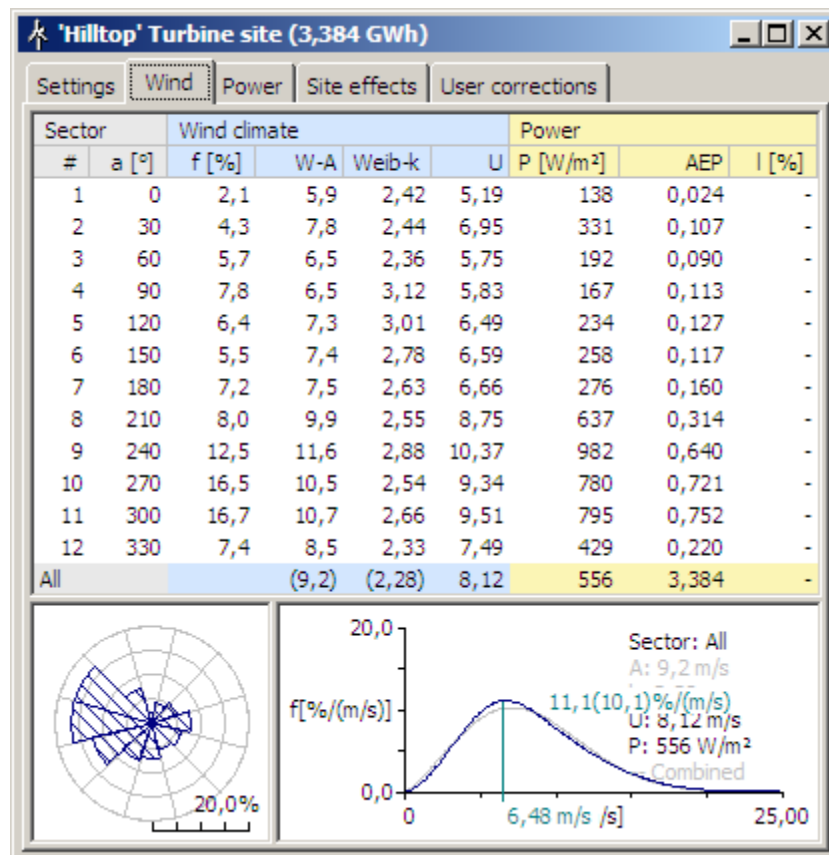 'Hilltop' Turbine site (3,384 GWh)
Settings Wind Power Site effects User corrections
Sector Wind climate Power
# a [°] f [%] W-A Weib-k U P [W/m²] AEP l [%]
1 0 2,1 5,9 2,42 5,19 138 0,024 -
2 30 4,3 7,8 2,44 6,95 331 0,107 -
3 60 5,7 6,5 2,36 5,75 192 0,090 -
4 90 7,8 6,5 3,12 5,83 167 0,113 -
5 120 6,4 7,3 3,01 6,49 234 0,127 -
6 150 5,5 7,4 2,78 6,59 258 0,117 -
7 180 7,2 7,5 2,63 6,66 276 0,160 -
8 210 8,0 9,9 2,55 8,75 637 0,314 -
9 240 12,5 11,6 2,88 10,37 982 0,640 -
10 270 16,5 10,5 2,54 9,34 780 0,721 -
11 300 16,7 10,7 2,66 9,51 795 0,752 -
12 330 7,4 8,5 2,33 7,49 429 0,220 -
All (9,2) (2,28) 8,12 556 3,384 -
20,0%
20,0
Sector: All
A: 9,2 m/s
f[%/(m/s)]
11,1(10,1)%/(m/s)
U: 8,12 m/s
P: 556 W/m²
Combined
0,0
0 6,48 m/s /s] 25,00